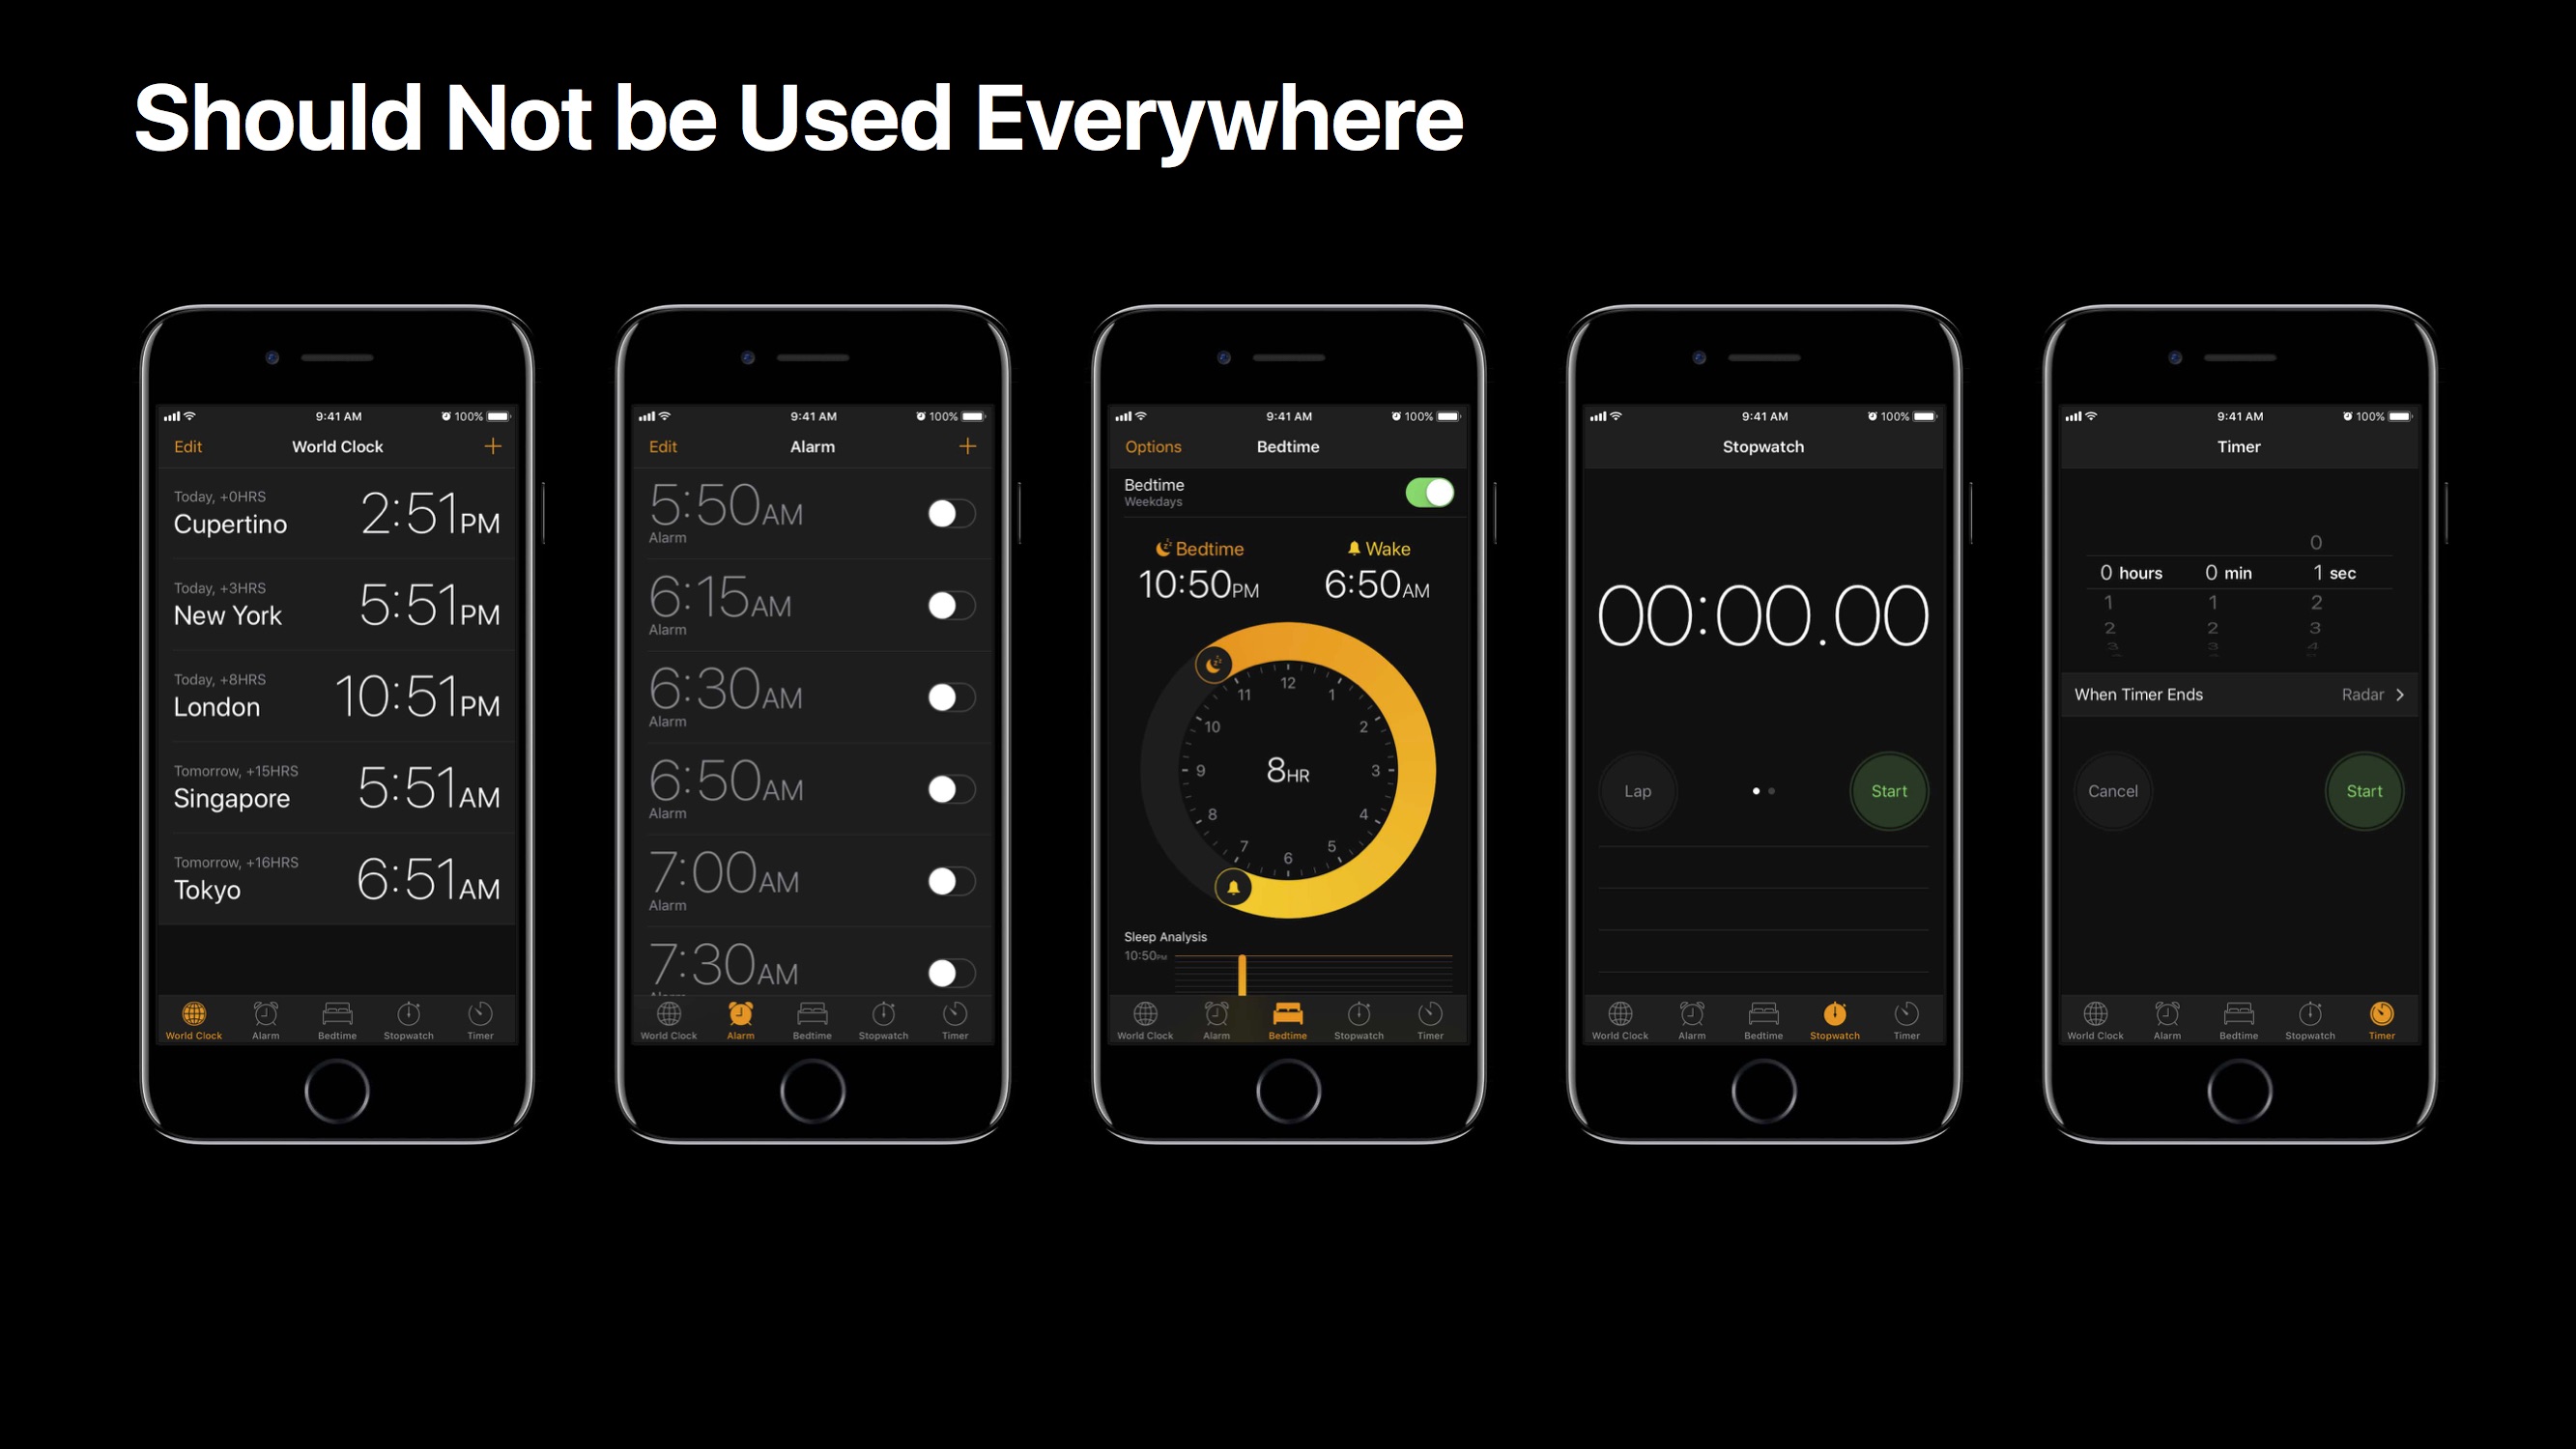 Should Not be Used Everywhere
9:41 AM 100%
Edit World Clock +
Today, +0HRS
Cupertino 2:51PM
Today, +3HRS
New York 5:51PM
Today, +8HRS
London 10:51PM
Tomorrow, +15HRS
Singapore 5:51AM
Tomorrow, +16HRS
Tokyo 6:51AM
World Clock Alarm Bedtime Stopwatch Timer
9:41 AM 100%
Edit Alarm +
5:50AM
Alarm
6:15AM
Alarm
6:30AM
Alarm
6:50AM
Alarm
7:00AM
Alarm
7:30AM
World Clock Alarm Bedtime Stopwatch Timer
9:41 AM 100%
Options Bedtime
Bedtime
Weekdays
Bedtime Wake
10:50PM 6:50AM
12
11 1
10 2
9 8HR 3
8 4
7 5
6
Sleep Analysis
10:50PM
World Clock Alarm Bedtime Stopwatch Timer
9:41 AM 100%
Stopwatch
00:00.00
Lap Start
World Clock Alarm Bedtime Stopwatch Timer
9:41 AM 100%
Timer
0
0 hours 0 min 1 sec
1 1 2
2 2 3
3 3 4
When Timer Ends Radar
Cancel Start
World Clock Alarm Bedtime Stopwatch Timer